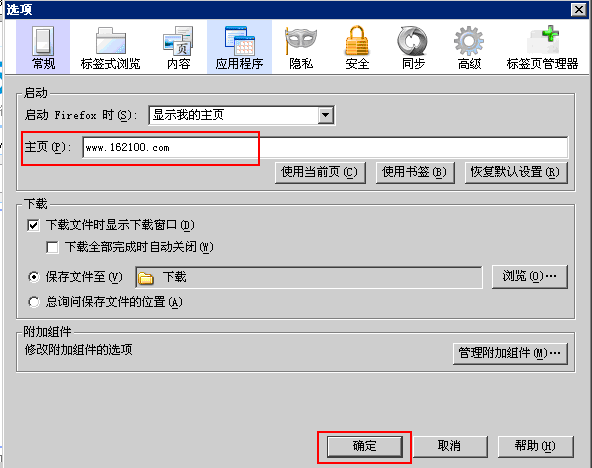 选项
常规 标签式浏览 内容 应用程序 隐私 安全 同步 高级 标签页管理器
启动
启动 Firefox 时(S): 显示我的主页
主页(P): www.162100.com
使用当前页(C) 使用书签(B) 恢复默认设置(R)
下载
下载文件时显示下载窗口(D)
下载全部完成时自动关闭(W)
保存文件至(V) 下载 浏览(O)…
总询问保存文件的位置(A)
附加组件
修改附加组件的选项
管理附加组件(M)…
确定 取消 帮助(H)